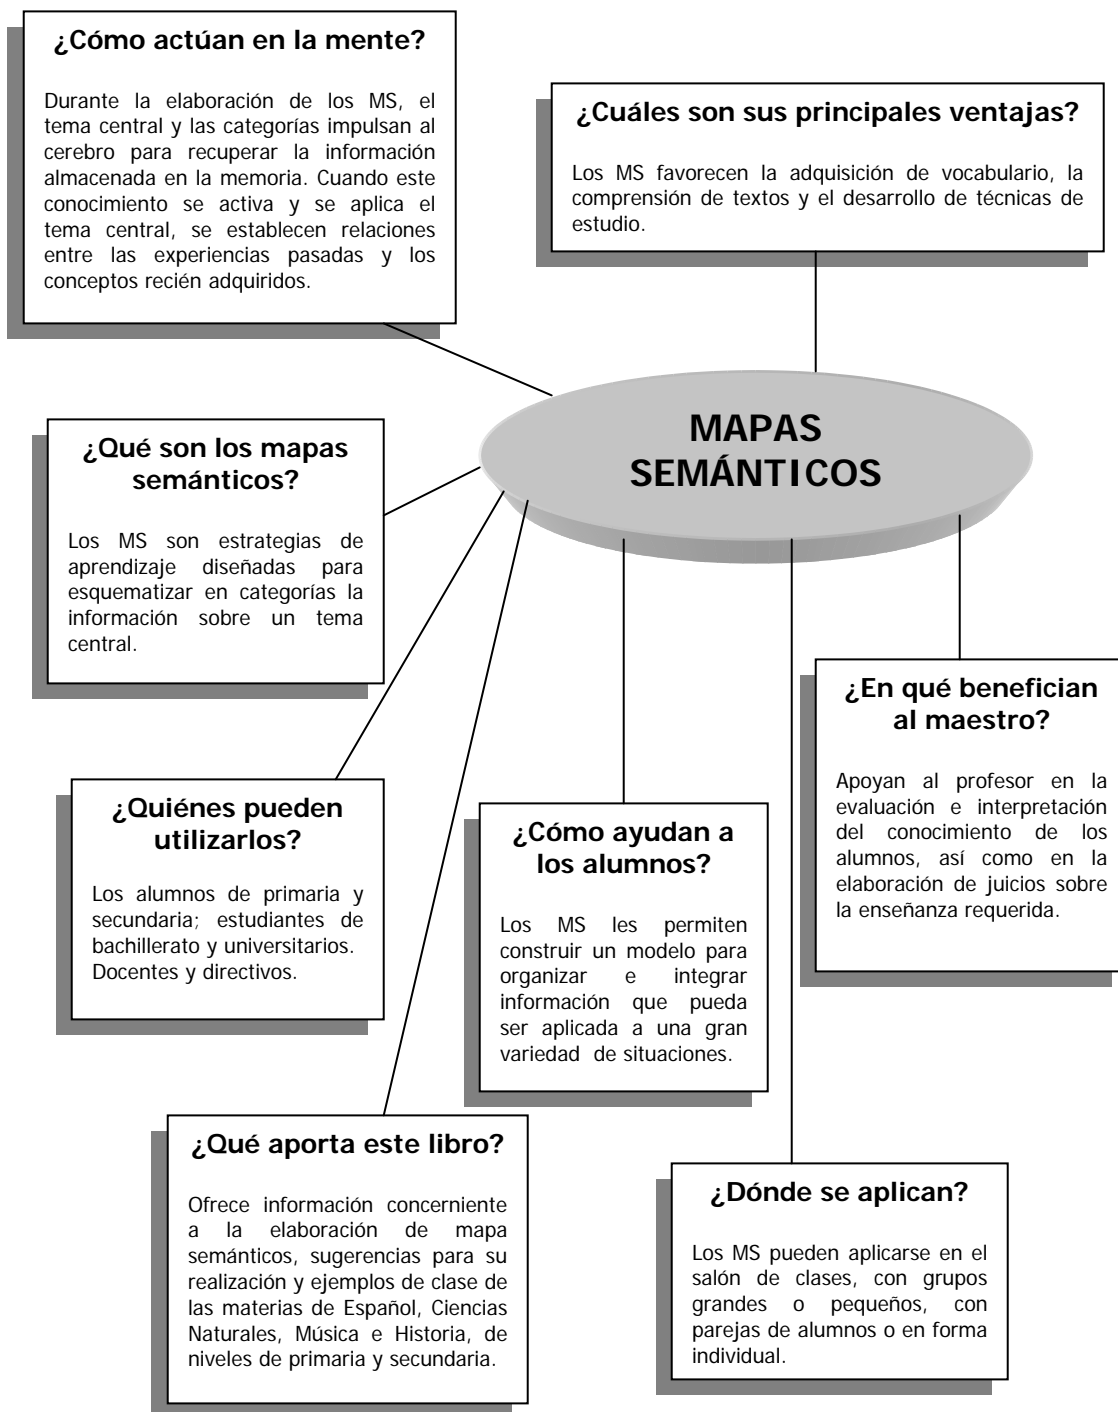 ¿Cómo actúan en la mente?
Durante la elaboración de los MS, el
tema central y las categorías impulsan al
cerebro para recuperar la información
almacenada en la memoria. Cuando este
conocimiento se activa y se aplica el
tema central, se establecen relaciones
entre las experiencias pasadas y los
conceptos recién adquiridos.
¿Cuáles son sus principales ventajas?
Los MS favorecen la adquisición de vocabulario, la
comprensión de textos y el desarrollo de técnicas de
estudio.
MAPAS
SEMÁNTICOS
¿Qué son los mapas
semánticos?
Los MS son estrategias de
aprendizaje diseñadas para
esquematizar en categorías la
información sobre un tema
central.
¿En qué benefician
al maestro?
Apoyan al profesor en la
evaluación e interpretación
del conocimiento de los
alumnos, así como en la
elaboración de juicios sobre
la enseñanza requerida.
¿Quiénes pueden
utilizarlos?
Los alumnos de primaria y
secundaria; estudiantes de
bachillerato y universitarios.
Docentes y directivos.
¿Cómo ayudan a
los alumnos?
Los MS les permiten
construir un modelo para
organizar e integrar
información que pueda
ser aplicada a una gran
variedad de situaciones.
¿Qué aporta este libro?
Ofrece información concerniente
a la elaboración de mapa
semánticos, sugerencias para su
realización y ejemplos de clase de
las materias de Español, Ciencias
Naturales, Música e Historia, de
niveles de primaria y secundaria.
¿Dónde se aplican?
Los MS pueden aplicarse en el
salón de clases, con grupos
grandes o pequeños, con
parejas de alumnos o en forma
individual.